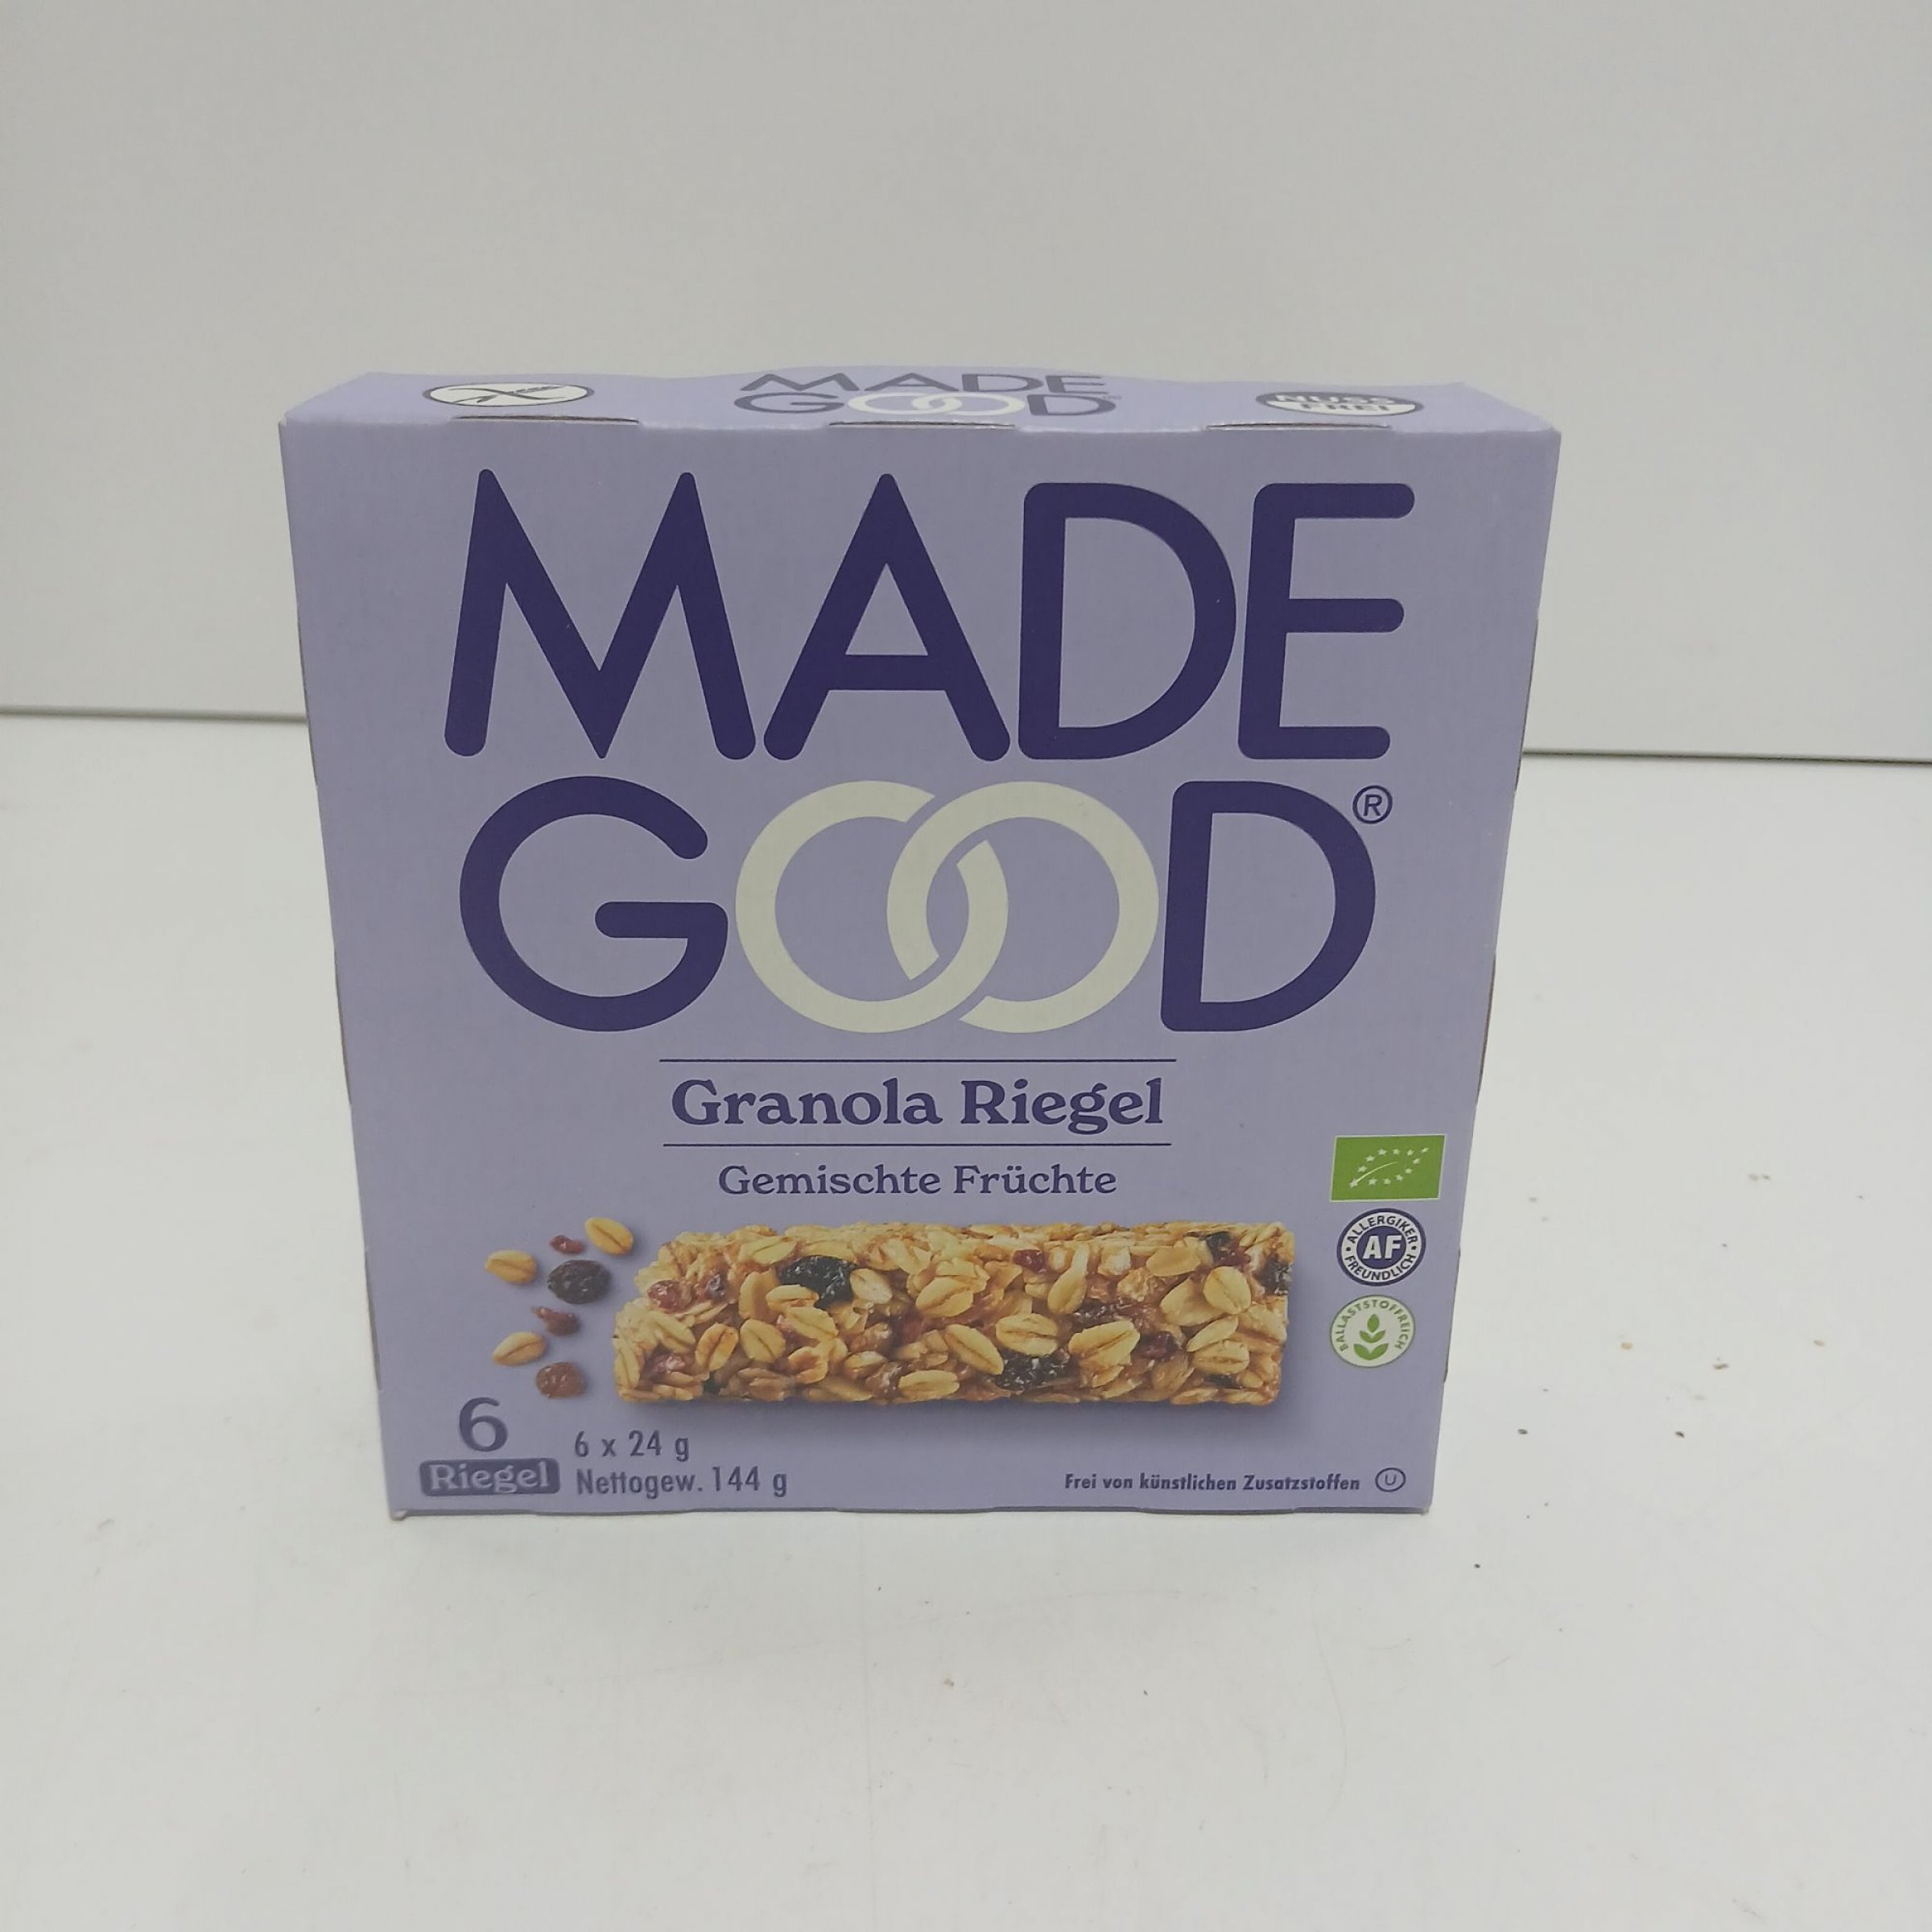 MADE
GOOD
NUSS
FREI
MADE
GOOD®
Granola Riegel
Gemischte Früchte
ALLERGIKER
AF
FREUNDLICH
BALLASTSTOFFREICH
6
Riegel
6 x 24 g
Nettogew. 144 g
Frei von künstlichen Zusatzstoffen U